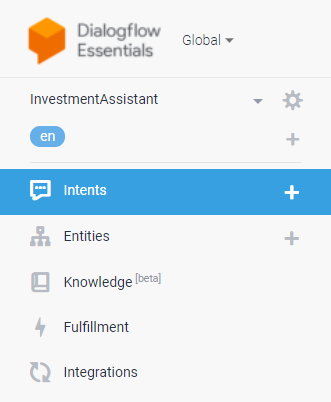 Dialogflow
Essentials
Global
InvestmentAssistant
en
Intents
Entities
Knowledge [beta]
Fulfillment
Integrations